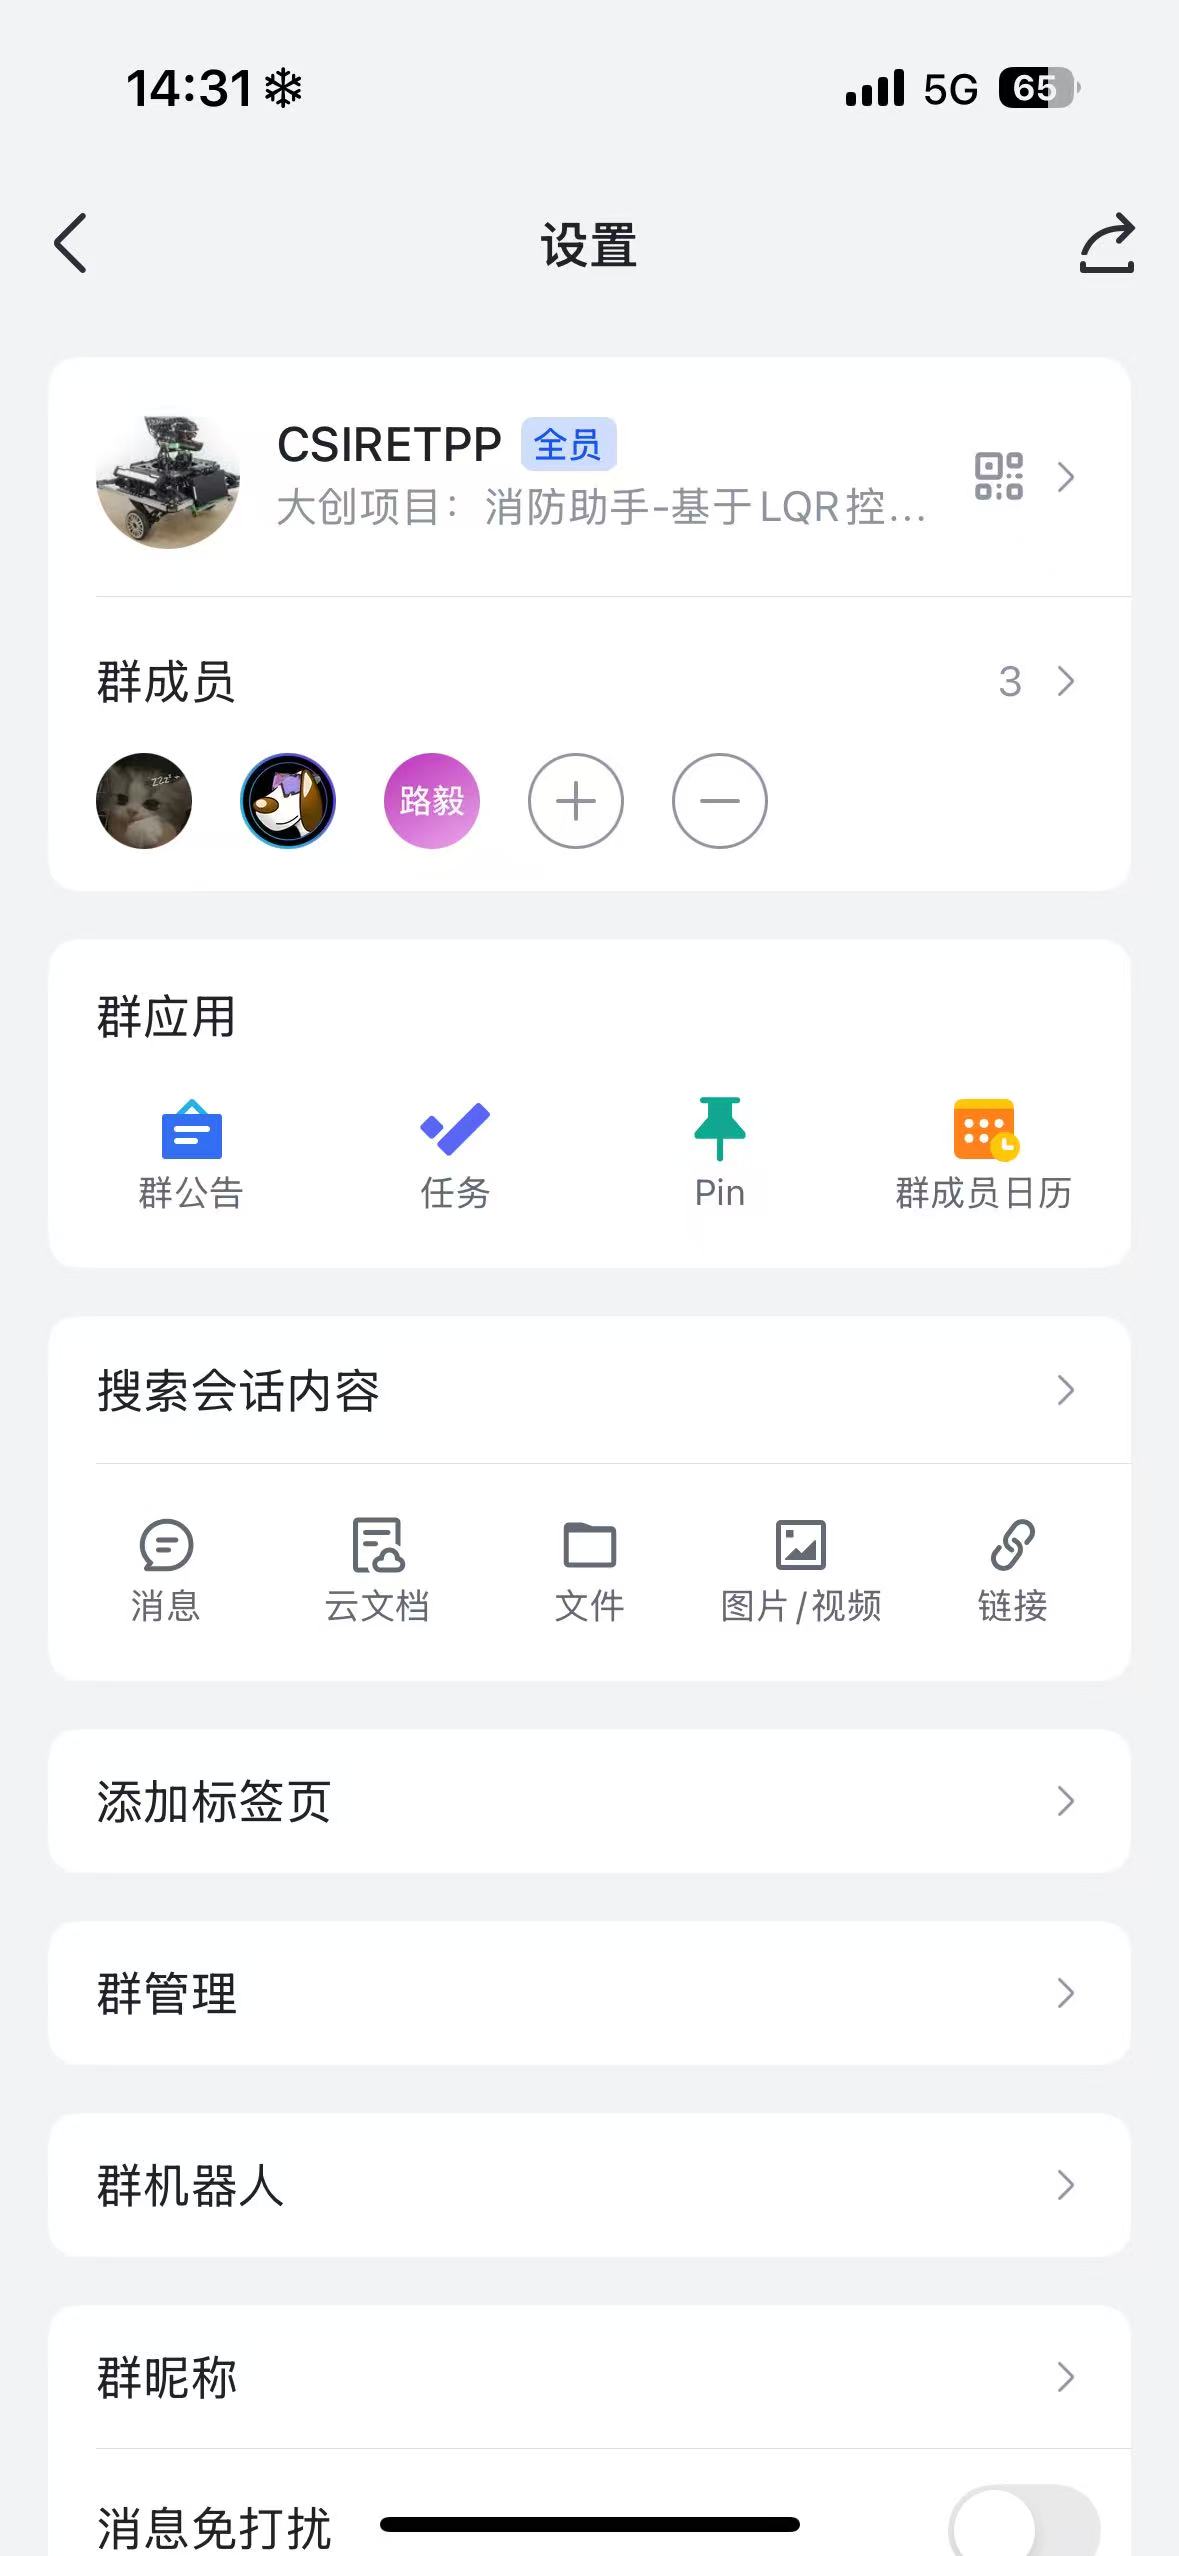 14:31 5G 65
设置
CSIRETPP 全员
大创项目：消防助手-基于LQR控...
群成员 3
zzz
路毅
群应用
群公告 任务 Pin 群成员日历
搜索会话内容
消息 云文档 文件 图片/视频 链接
添加标签页
群管理
群机器人
群昵称
消息免打扰